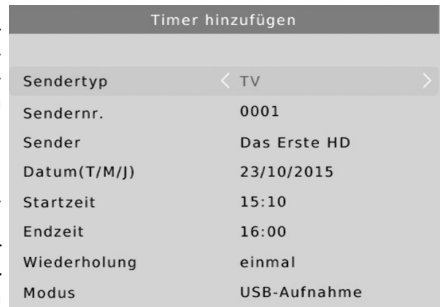 Timer hinzufügen
Sendertyp < TV >
Sendernr. 0001
Sender Das Erste HD
Datum(T/M/J) 23/10/2015
Startzeit 15:10
Endzeit 16:00
Wiederholung einmal
Modus USB-Aufnahme